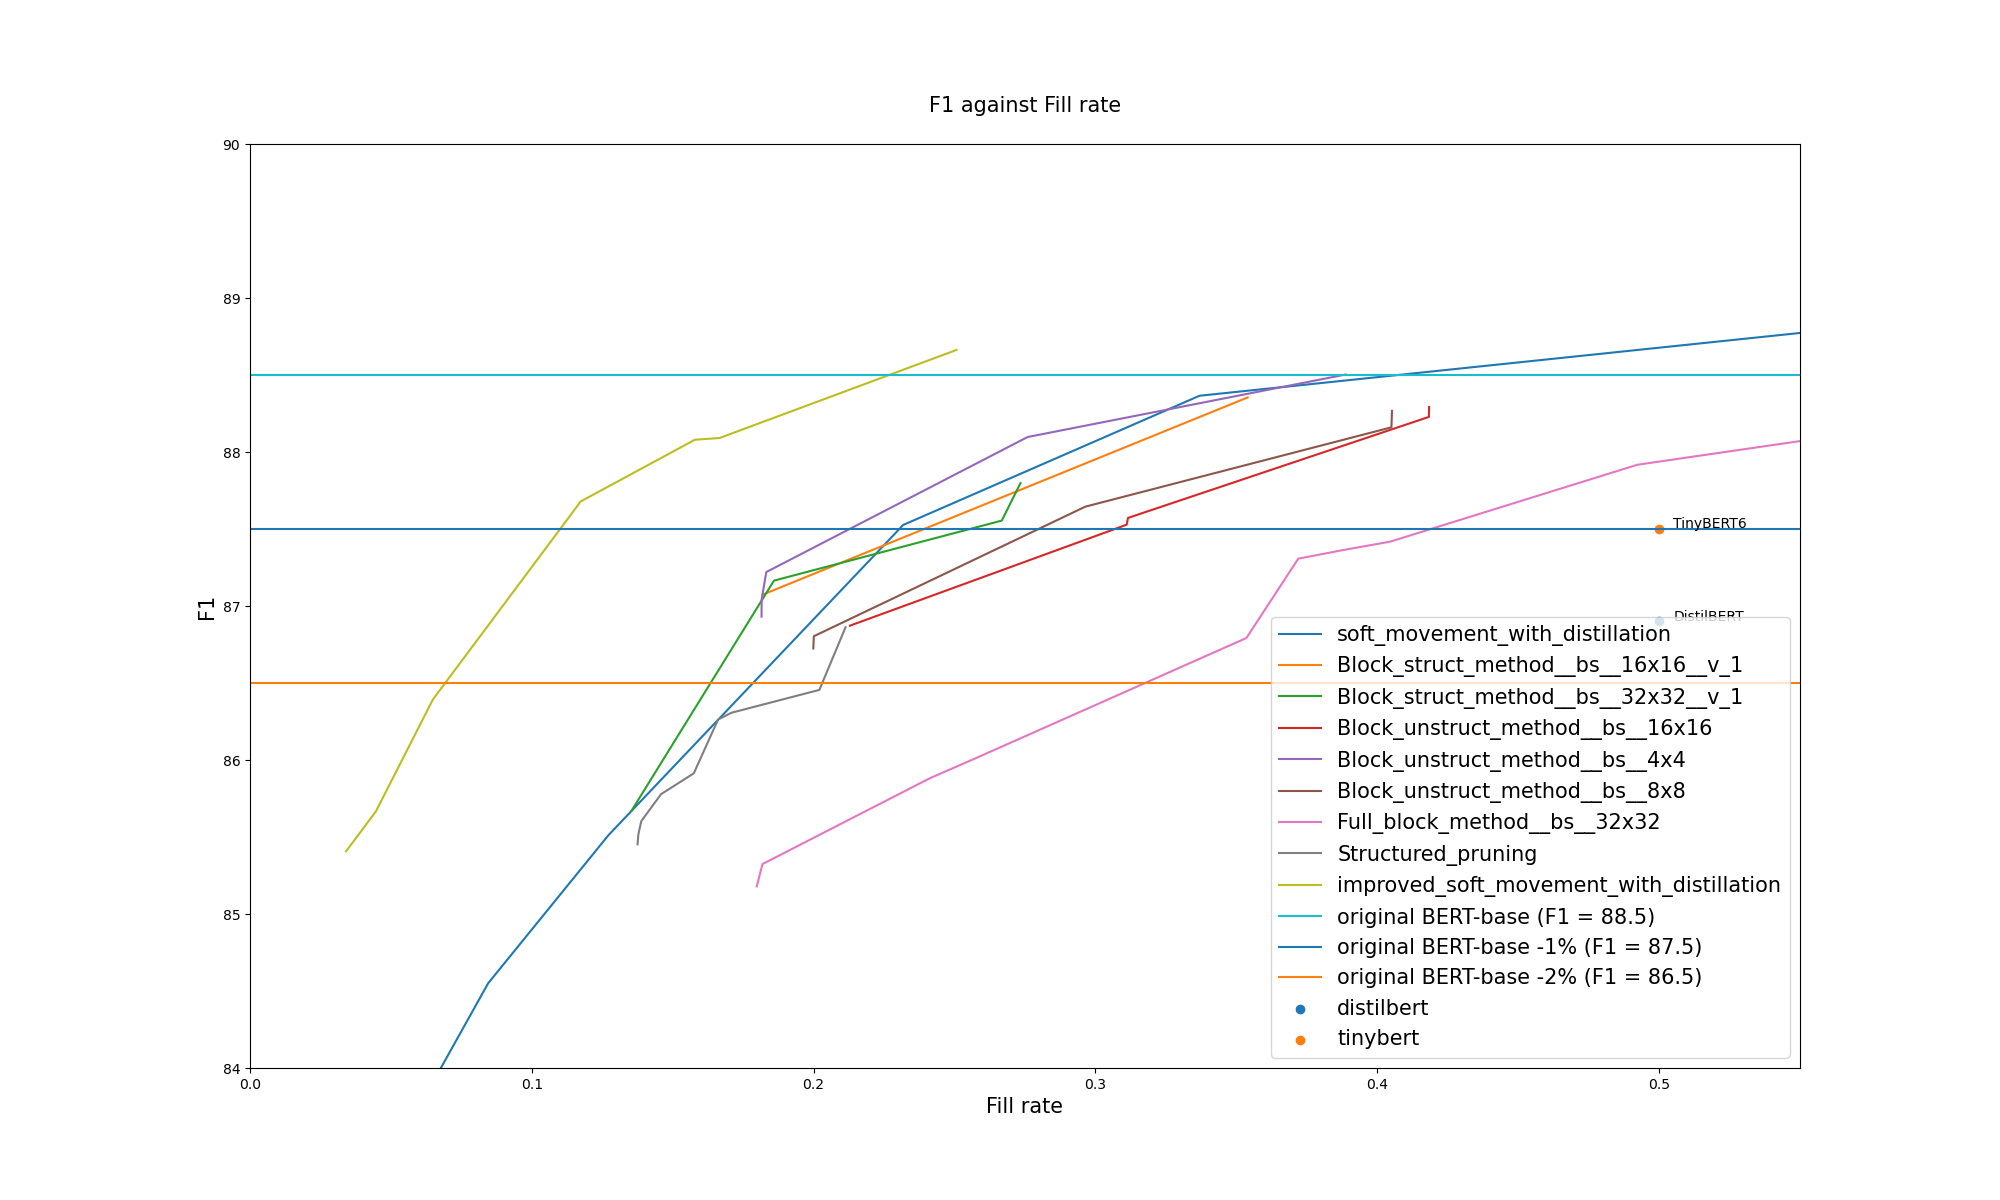 F1 against Fill rate
90
89
88
87
86
85
84
F1
0.0
0.1
0.2
0.3
0.4
0.5
Fill rate
TinyBERT6
DistilBERT
soft_movement_with_distillation
Block_struct_method__bs__16x16__v_1
Block_struct_method__bs__32x32__v_1
Block_unstruct_method__bs__16x16
Block_unstruct_method__bs__4x4
Block_unstruct_method__bs__8x8
Full_block_method__bs__32x32
Structured_pruning
improved_soft_movement_with_distillation
original BERT-base (F1 = 88.5)
original BERT-base -1% (F1 = 87.5)
original BERT-base -2% (F1 = 86.5)
distilbert
tinybert